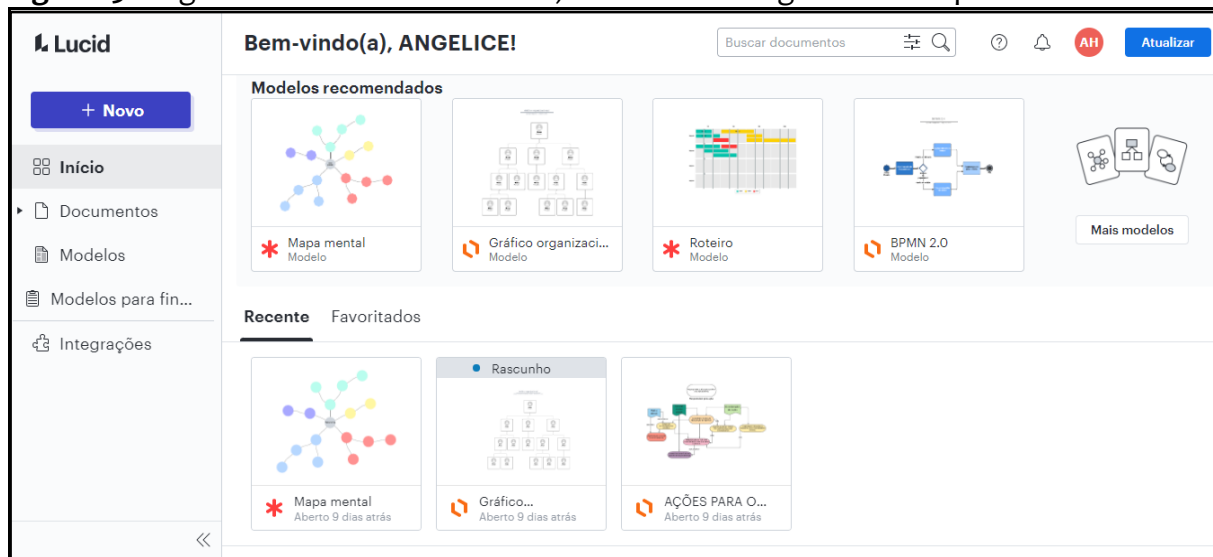 Lucid
Bem-vindo(a), ANGELICE!
Buscar documentos
AH
Atualizar
+ Novo
Início
Documentos
Modelos
Modelos para fin...
Integrações
Modelos recomendados
Mapa mental
Modelo
Gráfico organizaci...
Modelo
Roteiro
Modelo
BPMN 2.0
Modelo
Mais modelos
Recente Favoritados
Rascunho
Mapa mental
Aberto 9 dias atrás
Gráfico...
Aberto 9 dias atrás
AÇÕES PARA O...
Aberto 9 dias atrás